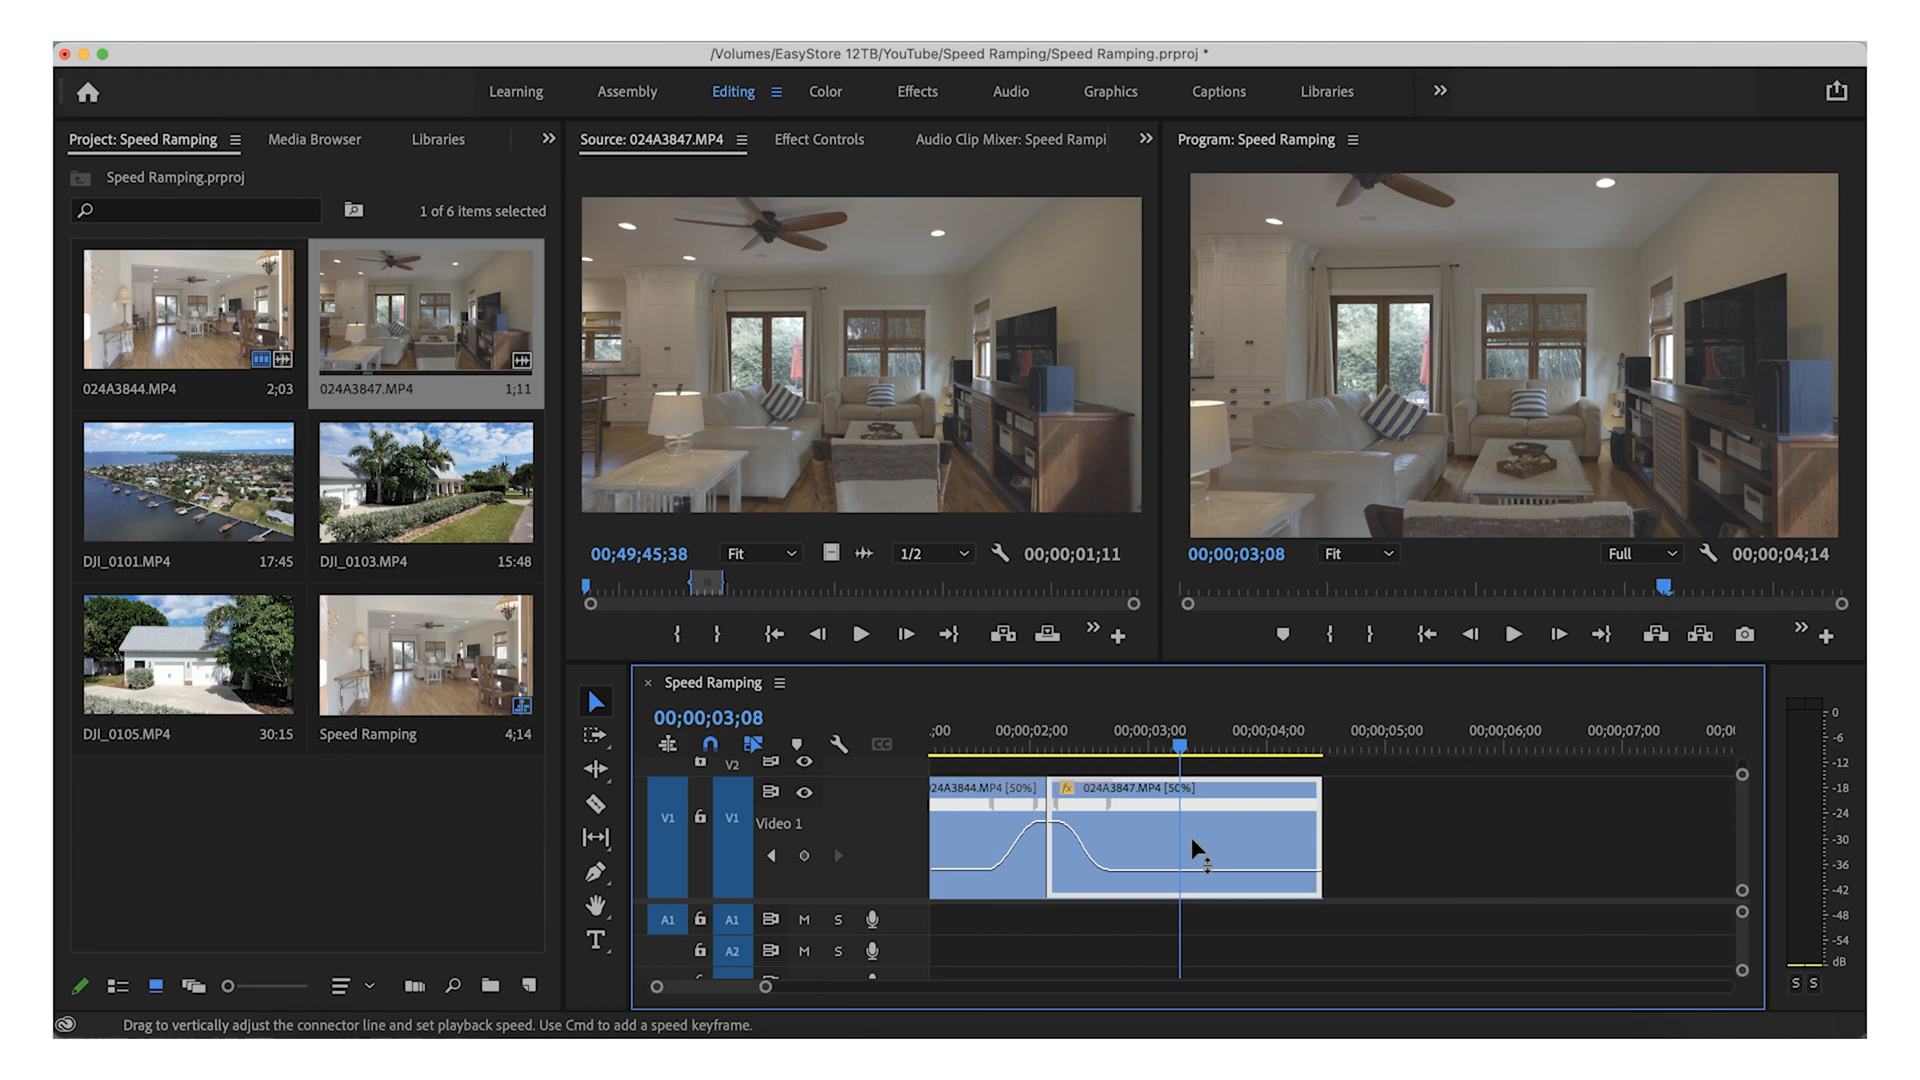 /Volumes/EasyStore 12TB/YouTube/Speed Ramping/Speed Ramping.prproj *
Learning Assembly Editing Color Effects Audio Graphics Captions Libraries
Project: Speed Ramping Media Browser Libraries
Source: 024A3847.MP4 Effect Controls Audio Clip Mixer: Speed Rampi
Program: Speed Ramping
Speed Ramping.prproj
1 of 6 items selected
024A3844.MP4 2;03
024A3847.MP4 1;11
DJI_0101.MP4 17:45
DJI_0103.MP4 15:48
DJI_0105.MP4 30:15
Speed Ramping 4;14
00;49;45;38 Fit 1/2 00;00;01;11
00;00;03;08 Fit Full 00;00;04;14
Speed Ramping
00;00;03;08
;00 00;00;02;00 00;00;03;00 00;00;04;00 00;00;05;00 00;00;06;00 00;00;07;00 00;0
CC
V2
024A3844.MP4 [50%] fx 024A3847.MP4 [50%]
V1 V1 Video 1
A1 A1 M S
A2 M S
0
-6
-12
-18
-24
-30
-36
-42
-48
-54
dB
S S
T
Drag to vertically adjust the connector line and set playback speed. Use Cmd to add a speed keyframe.